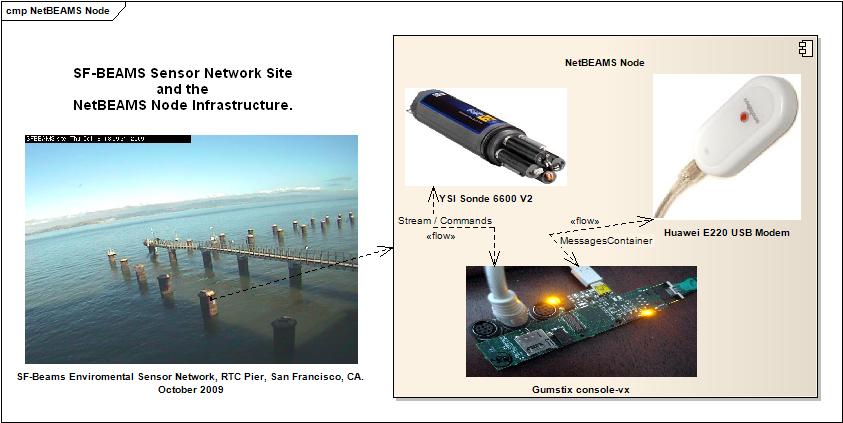 cmp NetBEAMS Node
SF-BEAMS Sensor Network Site
and the
NetBEAMS Node Infrastructure.
SF-Beams Enviromental Sensor Network, RTC Pier, San Francisco, CA.
October 2009
NetBEAMS Node
YSI Sonde 6600 V2
Stream / Commands
«flow»
«flow»
MessagesContainer
Huawei E220 USB Modem
Gumstix console-vx